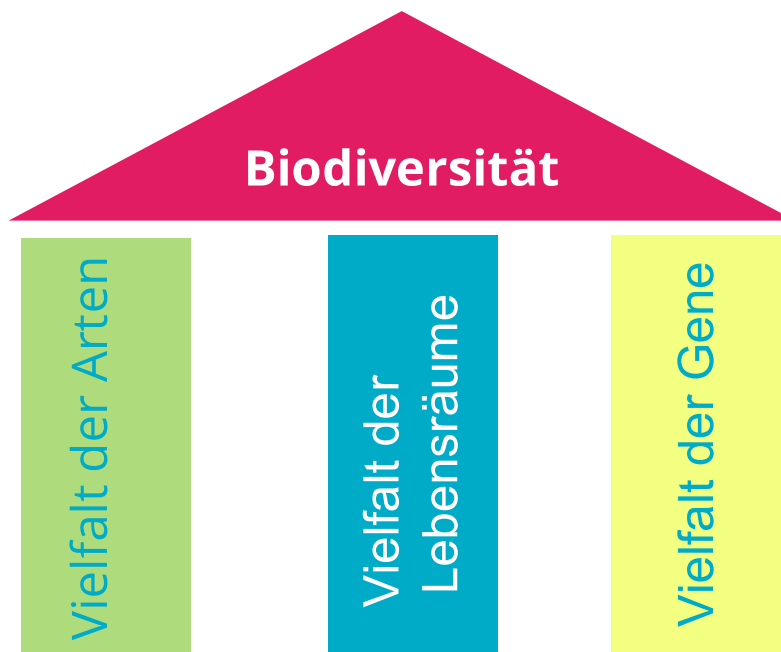 Biodiversität
Vielfalt der Arten
Vielfalt der
Lebensräume
Vielfalt der Gene